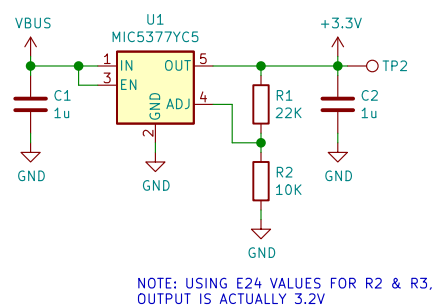 VBUS
U1
MIC5377YC5
+3.3V
1 IN
OUT 5
TP2
3 EN
C1
1u
GND
ADJ 4
R1
22K
C2
1u
2
GND
GND
R2
10K
GND
GND
NOTE: USING E24 VALUES FOR R2 & R3,
OUTPUT IS ACTUALLY 3.2V